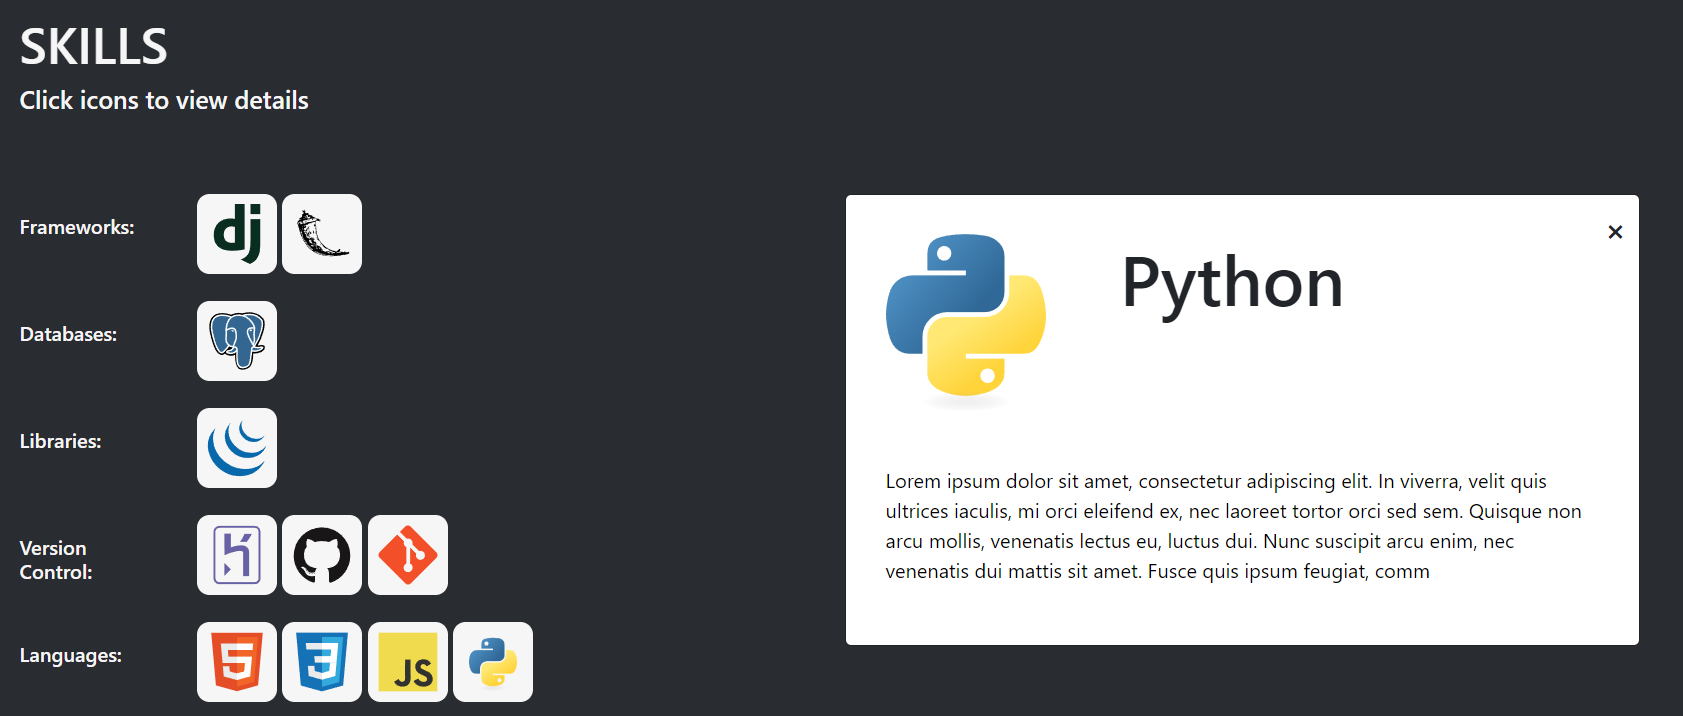 SKILLS
Click icons to view details
Frameworks:
dj
Databases:
Libraries:
Version
Control:
Languages:
5
3
JS
×
Python
Lorem ipsum dolor sit amet, consectetur adipiscing elit. In viverra, velit quis
ultrices iaculis, mi orci eleifend ex, nec laoreet tortor orci sed sem. Quisque non
arcu mollis, venenatis lectus eu, luctus dui. Nunc suscipit arcu enim, nec
venenatis dui mattis sit amet. Fusce quis ipsum feugiat, comm